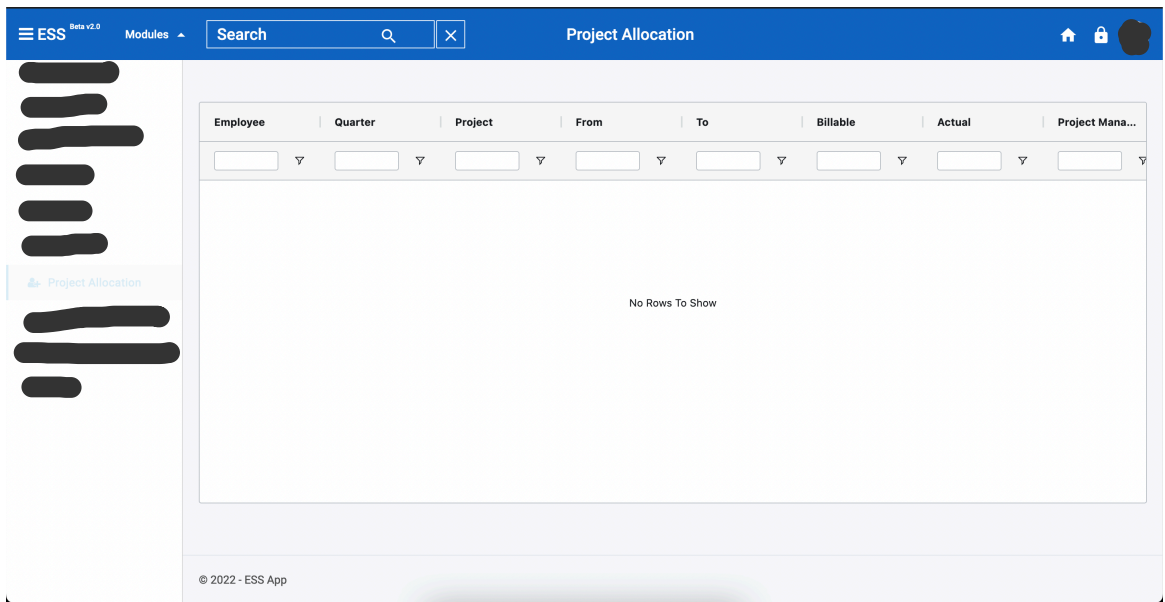 ESS Beta v2.0 Modules Search Project Allocation
Employee Quarter Project From To Billable Actual Project Mana...
Project Allocation
No Rows To Show
© 2022 - ESS App